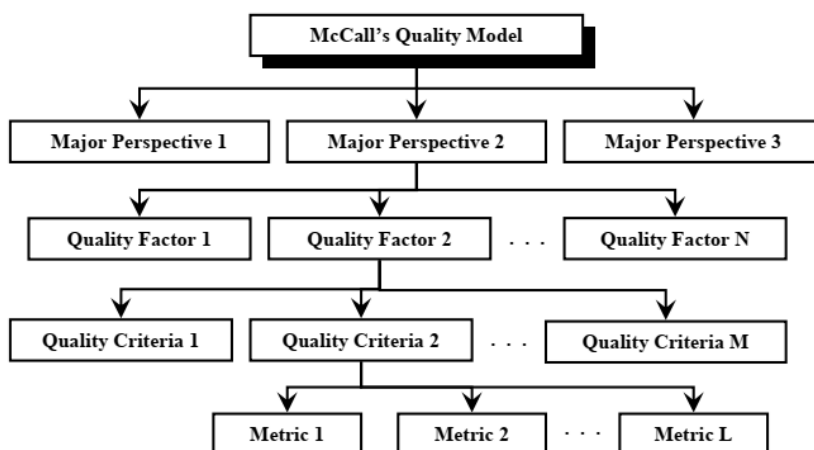 McCall’s Quality Model
Major Perspective 1
Major Perspective 2
Major Perspective 3
Quality Factor 1
Quality Factor 2
. . .
Quality Factor N
Quality Criteria 1
Quality Criteria 2
. . .
Quality Criteria M
Metric 1
Metric 2
. . .
Metric L